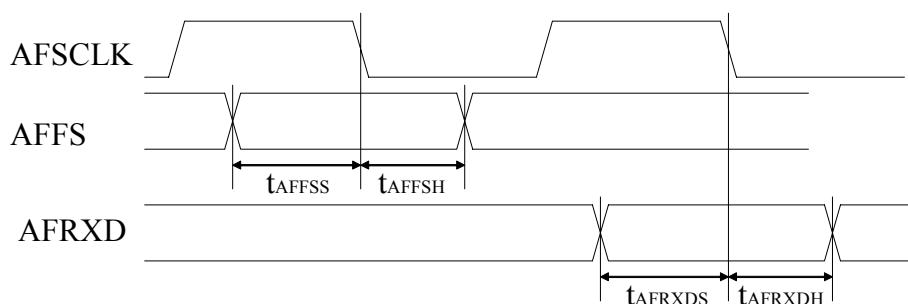 AFSCLK
AFFS
tAFFSS tAFFSH
AFRXD
tAFRXDS tAFRXDH